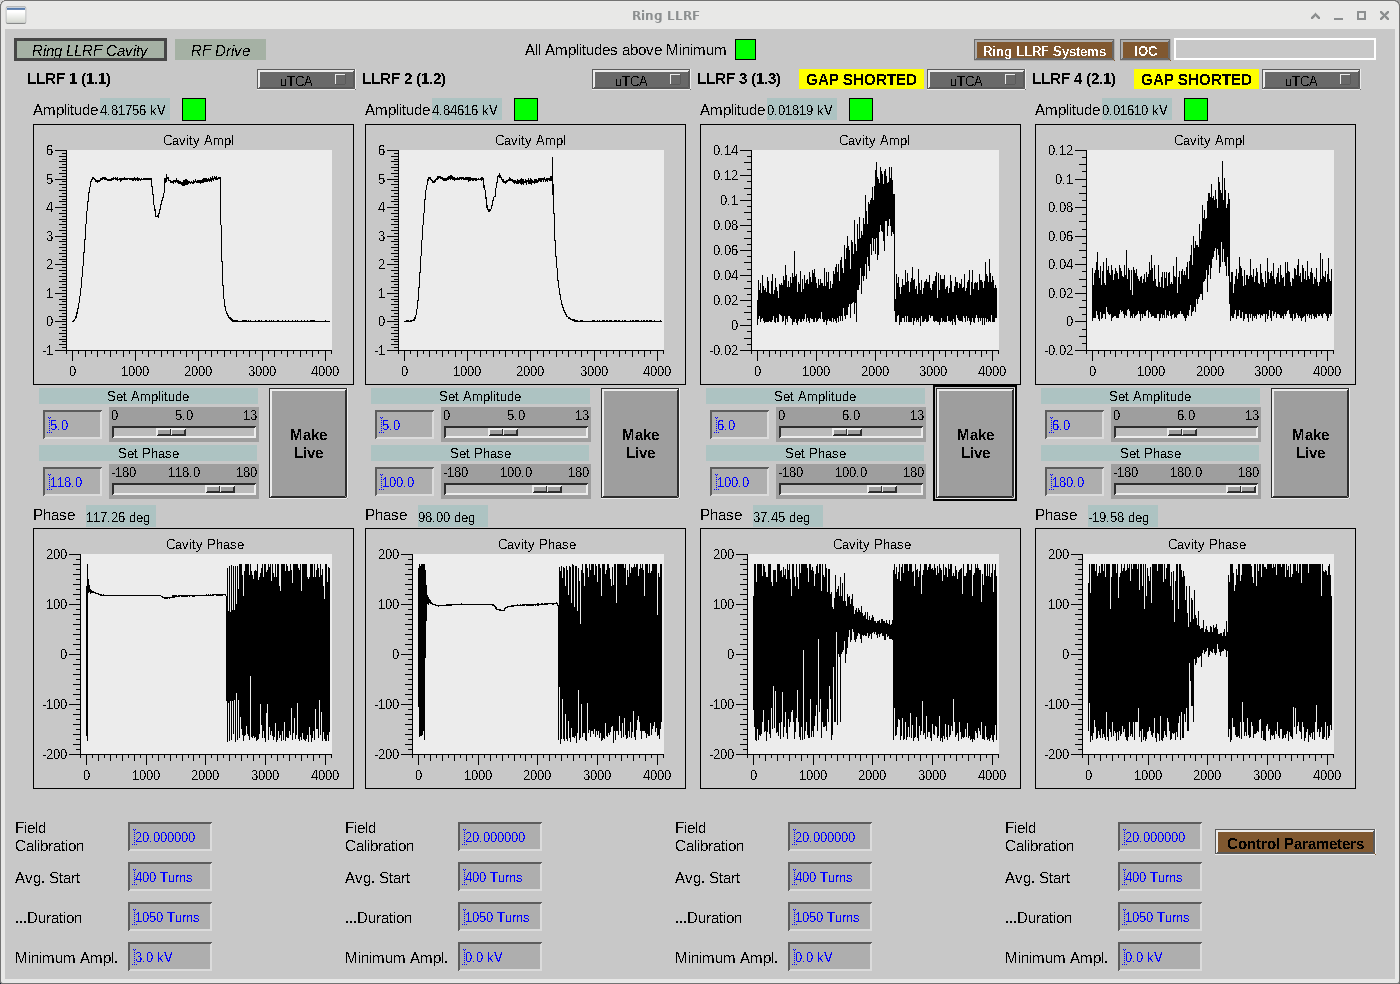 Ring LLRF
Ring LLRF Cavity
RF Drive
All Amplitudes above Minimum
Ring LLRF Systems
IOC
LLRF 1 (1.1)
uTCA
LLRF 2 (1.2)
uTCA
LLRF 3 (1.3)
GAP SHORTED
uTCA
LLRF 4 (2.1)
GAP SHORTED
uTCA
Amplitude 4.81756 kV
Amplitude 4.84616 kV
Amplitude 0.01819 kV
Amplitude 0.01610 kV
Cavity Ampl
6
5
4
3
2
1
0
-1
0 1000 2000 3000 4000
Cavity Ampl
6
5
4
3
2
1
0
-1
0 1000 2000 3000 4000
Cavity Ampl
0.14
0.12
0.1
0.08
0.06
0.04
0.02
0
-0.02
0 1000 2000 3000 4000
Cavity Ampl
0.12
0.1
0.08
0.06
0.04
0.02
0
-0.02
0 1000 2000 3000 4000
Set Amplitude
5.0
0 5.0 13
Set Phase
118.0
-180 118.0 180
Make
Live
Set Amplitude
5.0
0 5.0 13
Set Phase
100.0
-180 100.0 180
Make
Live
Set Amplitude
6.0
0 6.0 13
Set Phase
100.0
-180 100.0 180
Make
Live
Set Amplitude
6.0
0 6.0 13
Set Phase
180.0
-180 180.0 180
Make
Live
Phase 117.26 deg
Phase 98.00 deg
Phase 37.45 deg
Phase -19.58 deg
Cavity Phase
200
100
0
-100
-200
0 1000 2000 3000 4000
Cavity Phase
200
100
0
-100
-200
0 1000 2000 3000 4000
Cavity Phase
200
100
0
-100
-200
0 1000 2000 3000 4000
Cavity Phase
200
100
0
-100
-200
0 1000 2000 3000 4000
Field
Calibration
20.000000
Avg. Start
400 Turns
...Duration
1050 Turns
Minimum Ampl.
3.0 kV
Field
Calibration
20.000000
Avg. Start
400 Turns
...Duration
1050 Turns
Minimum Ampl.
0.0 kV
Field
Calibration
20.000000
Avg. Start
400 Turns
...Duration
1050 Turns
Minimum Ampl.
0.0 kV
Field
Calibration
20.000000
Avg. Start
400 Turns
...Duration
1050 Turns
Minimum Ampl.
0.0 kV
Control Parameters